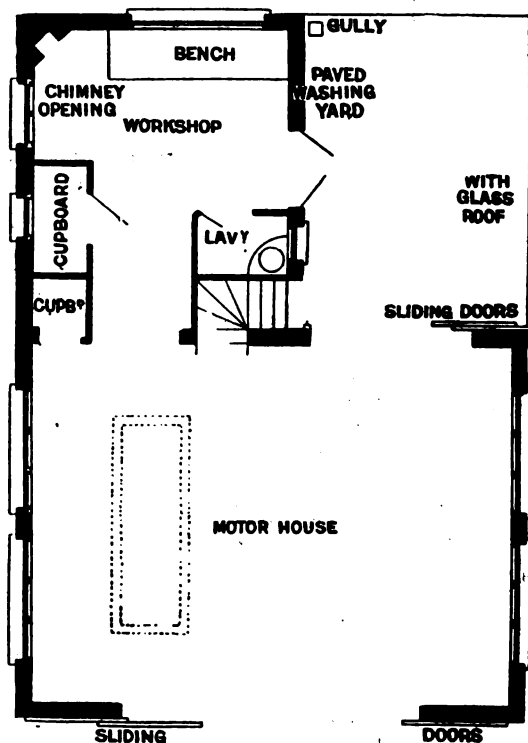 GULLY
BENCH
PAVED
WASHING
YARD
CHIMNEY
OPENING
WORKSHOP
WITH
GLASS
ROOF
CUPBOARD
LAVY
CUPBD
SLIDING DOORS
MOTOR HOUSE
SLIDING
DOORS